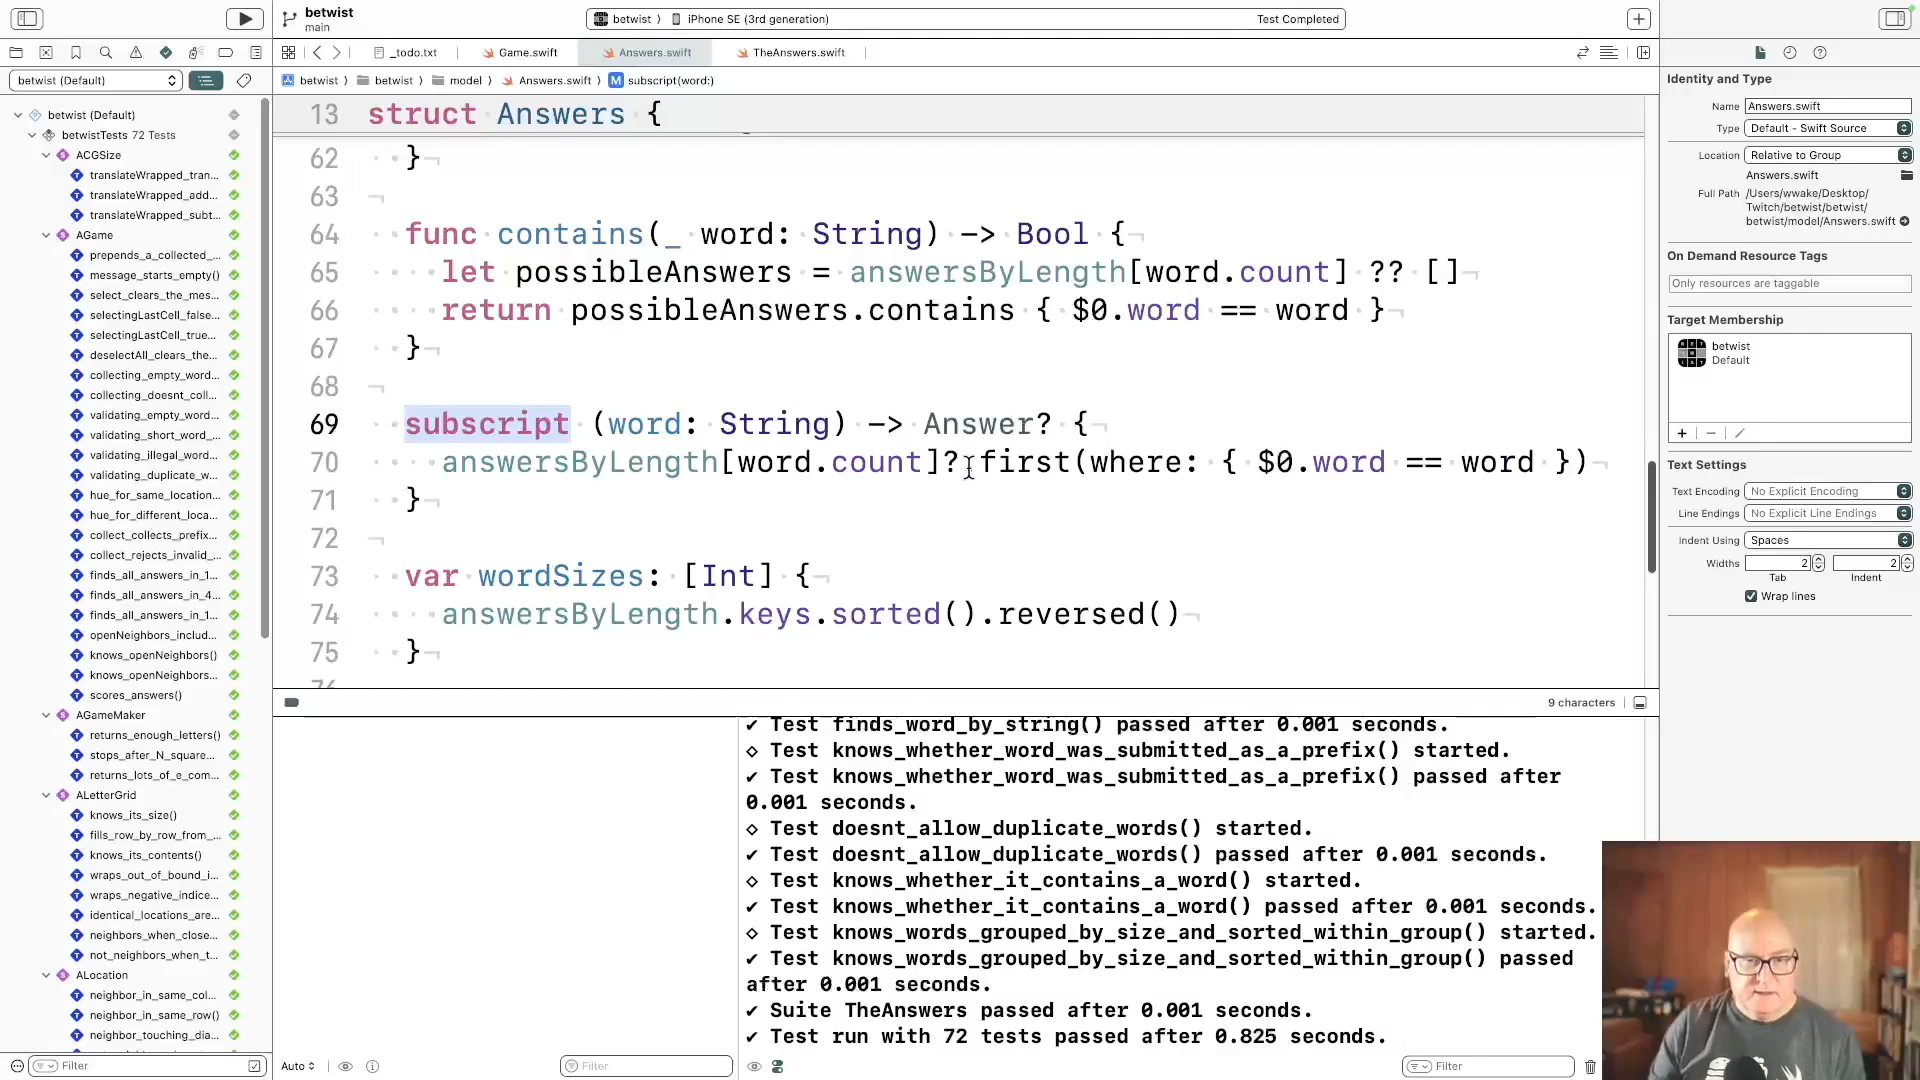 betwist
main
betwist 〉 iPhone SE (3rd generation)
Test Completed
_todo.txt
Game.swift
Answers.swift
TheAnswers.swift
betwist (Default)
betwist 〉 betwist 〉 model 〉 Answers.swift 〉 M subscript(word:)
betwist (Default)
betwistTests 72 Tests
ACGSize
translateWrapped_tran...
translateWrapped_add...
translateWrapped_subt...
AGame
prepends_a_collected_...
message_starts_empty()
select_clears_the_mes...
selectingLastCell_false...
selectingLastCell_true...
deselectAll_clears_the...
collecting_empty_word...
collecting_doesnt_coll...
validating_empty_word...
validating_short_word_...
validating_illegal_word...
validating_duplicate_w...
hue_for_same_location...
hue_for_different_loca...
collect_collects_prefix...
collect_rejects_invalid_...
finds_all_answers_in_1...
finds_all_answers_in_4...
finds_all_answers_in_1...
openNeighbors_includ...
knows_openNeighbors()
knows_openNeighbors...
scores_answers()
AGameMaker
returns_enough_letters()
stops_after_N_square...
returns_lots_of_e_com...
ALetterGrid
knows_its_size()
fills_row_by_row_from_...
knows_its_contents()
wraps_out_of_bound_i...
wraps_negative_indice...
identical_locations_are...
neighbors_when_close...
not_neighbors_when_t...
ALocation
neighbor_in_same_col...
neighbor_in_same_row()
neighbor_touching_dia...
Filter
13 struct Answers {
62 }
63
64 func contains(_ word: String) -> Bool {
65 let possibleAnswers = answersByLength[word.count] ?? []
66 return possibleAnswers.contains { $0.word == word }
67 }
68
69 subscript (word: String) -> Answer? {
70 answersByLength[word.count]?.first(where: { $0.word == word })
71 }
72
73 var wordSizes: [Int] {
74 answersByLength.keys.sorted().reversed()
75 }
9 characters
✔ Test finds_word_by_string() passed after 0.001 seconds.
◇ Test knows_whether_word_was_submitted_as_a_prefix() started.
✔ Test knows_whether_word_was_submitted_as_a_prefix() passed after
0.001 seconds.
◇ Test doesnt_allow_duplicate_words() started.
✔ Test doesnt_allow_duplicate_words() passed after 0.001 seconds.
◇ Test knows_whether_it_contains_a_word() started.
✔ Test knows_whether_it_contains_a_word() passed after 0.001 seconds.
◇ Test knows_words_grouped_by_size_and_sorted_within_group() started.
✔ Test knows_words_grouped_by_size_and_sorted_within_group() passed
after 0.001 seconds.
✔ Suite TheAnswers passed after 0.001 seconds.
✔ Test run with 72 tests passed after 0.825 seconds.
Auto
Filter
Filter
Identity and Type
Name Answers.swift
Type Default - Swift Source
Location Relative to Group
Answers.swift
Full Path /Users/wwake/Desktop/
Twitch/betwist/betwist/
betwist/model/Answers.swift
On Demand Resource Tags
Only resources are taggable
Target Membership
betwist
Default
Text Settings
Text Encoding No Explicit Encoding
Line Endings No Explicit Line Endings
Indent Using Spaces
Widths 2 2
Tab Indent
Wrap lines